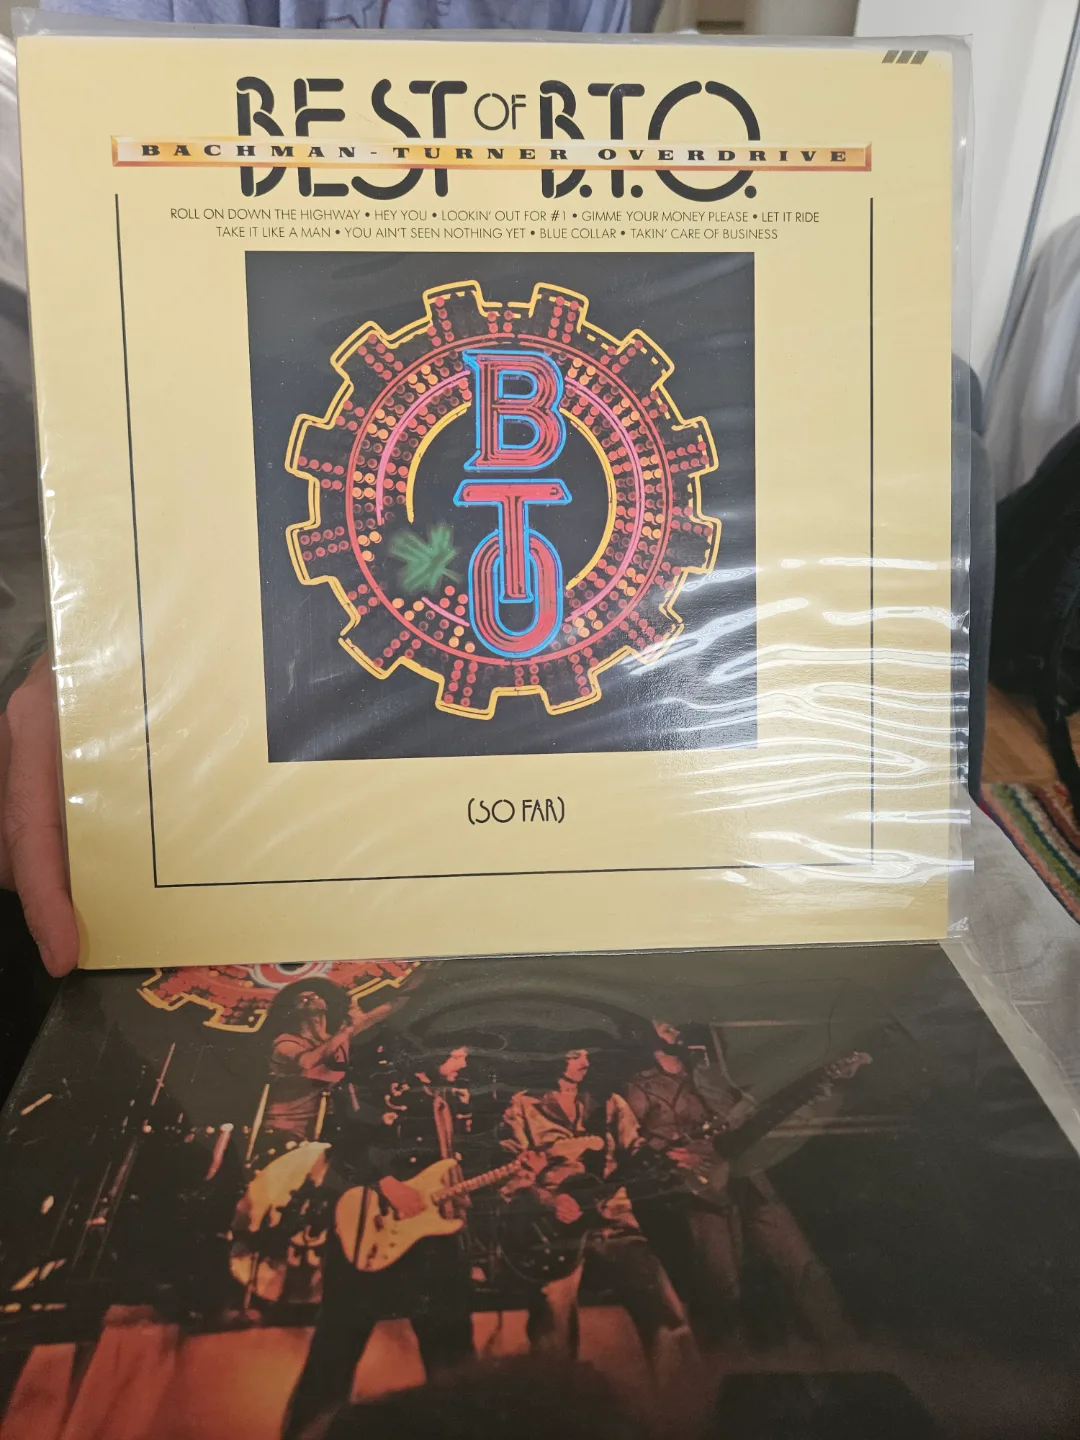 BEST OF B.T.O.
BACHMAN-TURNER OVERDRIVE
ROLL ON DOWN THE HIGHWAY • HEY YOU • LOOKIN' OUT FOR #1 • GIMME YOUR MONEY PLEASE • LET IT RIDE
TAKE IT LIKE A MAN • YOU AIN'T SEEN NOTHING YET • BLUE COLLAR • TAKIN' CARE OF BUSINESS
B
T
O
(SO FAR)